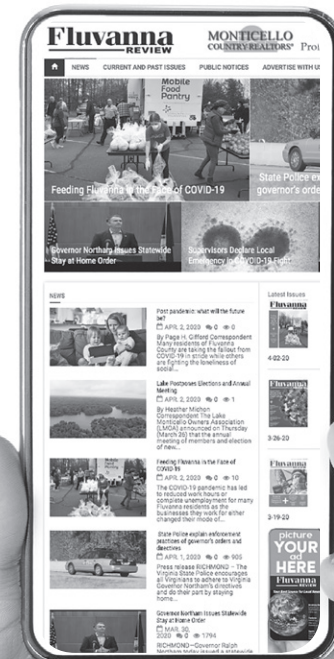 Fluvanna
REVIEW
MONTICELLO
COUNTRY REALTORS®
NEWS
CURRENT AND PAST ISSUES
PUBLIC NOTICES
ADVERTISE WITH US
Mobile
Food
Pantry
Feeding Fluvanna in the Face of COVID-19
State Police ex
governor's orde
Governor Northam Issues Statewide
Stay at Home Order
Supervisors Declare Local
Emergency in COVID-19 Fight
NEWS
Post pandemic: what will the future
be?
APR 2, 2020 0 0
By Page H. Gifford Correspondent
Many residents of Fluvanna
County are taking the fallout from
COVID-19 in stride while others
are fighting the loneliness of
social...
Lake Postpones Elections and Annual
Meeting
APR 2, 2020 0 1
By Heather Michon
Correspondent The Lake
Monticello Owners Association
(LMOA) announced on Thursday
(March 26) that the annual
meeting of members and election
of new...
Feeding Fluvanna in the Face of
COVID-19
APR 2, 2020 0 10
The COVID-19 pandemic has led
to reduced work hours or
complete unemployment for many
Fluvanna residents as the
businesses they work for either
changed their mode of...
State Police explain enforcement
practices of governor's orders and
directives
APR 1, 2020 0 905
Press release RICHMOND – The
Virginia State Police encourages
all Virginians to adhere to Virginia
Governor Northam's directives
and do their part by staying
home...
Governor Northam Issues Statewide
Stay at Home Order
MAR 30,
2020 0 1794
RICHMOND—Governor Ralph
Northam today issued a statewide
Latest Issues
Fluvanna
4-02-20
Fluvanna
3-26-20
Fluvanna
3-19-20
picture
YOUR
ad
HERE
Fluvanna
REVIEW